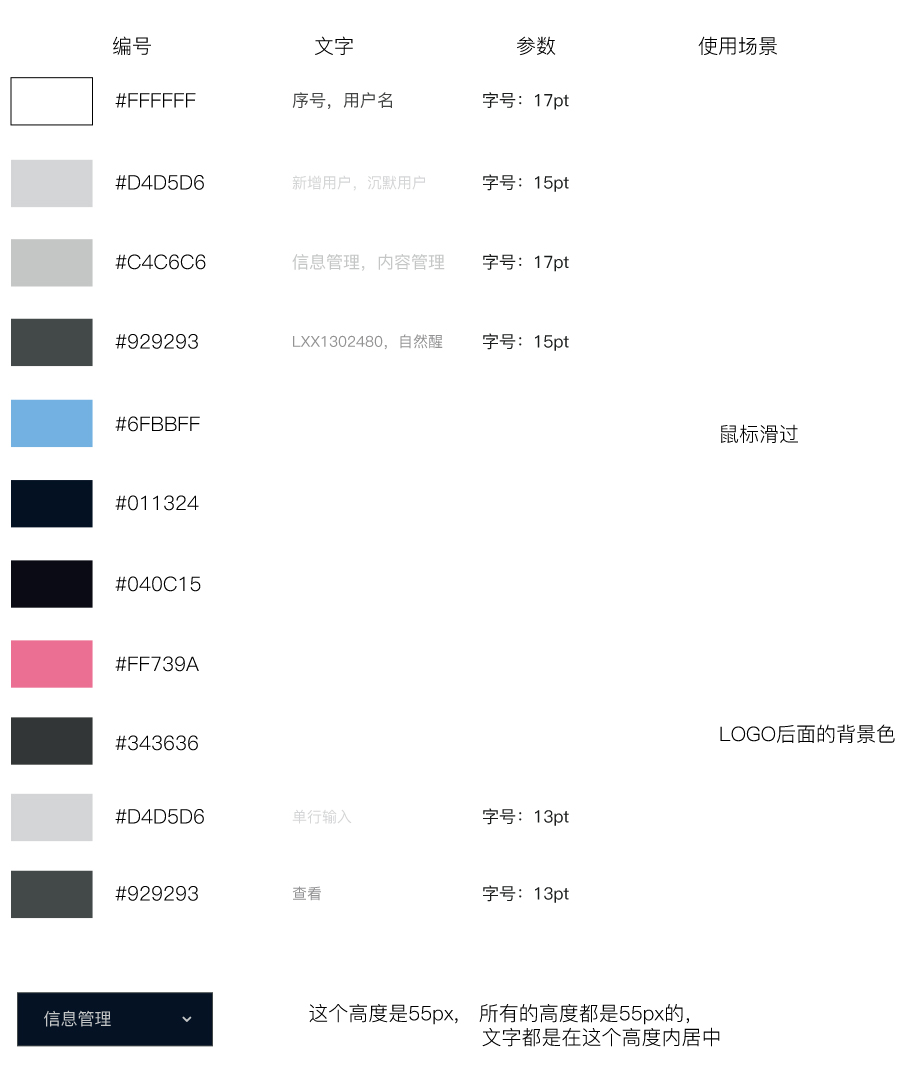 编号 文字 参数 使用场景
#FFFFFF 序号，用户名 字号：17pt
#D4D5D6 新增用户，沉默用户 字号：15pt
#C4C6C6 信息管理，内容管理 字号：17pt
#929293 LXX1302480，自然醒 字号：15pt
#6FBBFF 鼠标滑过
#011324
#040C15
#FF739A
#343636 LOGO后面的背景色
#D4D5D6 单行输入 字号：13pt
#929293 查看 字号：13pt
信息管理 这个高度是55px， 所有的高度都是55px的，
文字都是在这个高度内居中